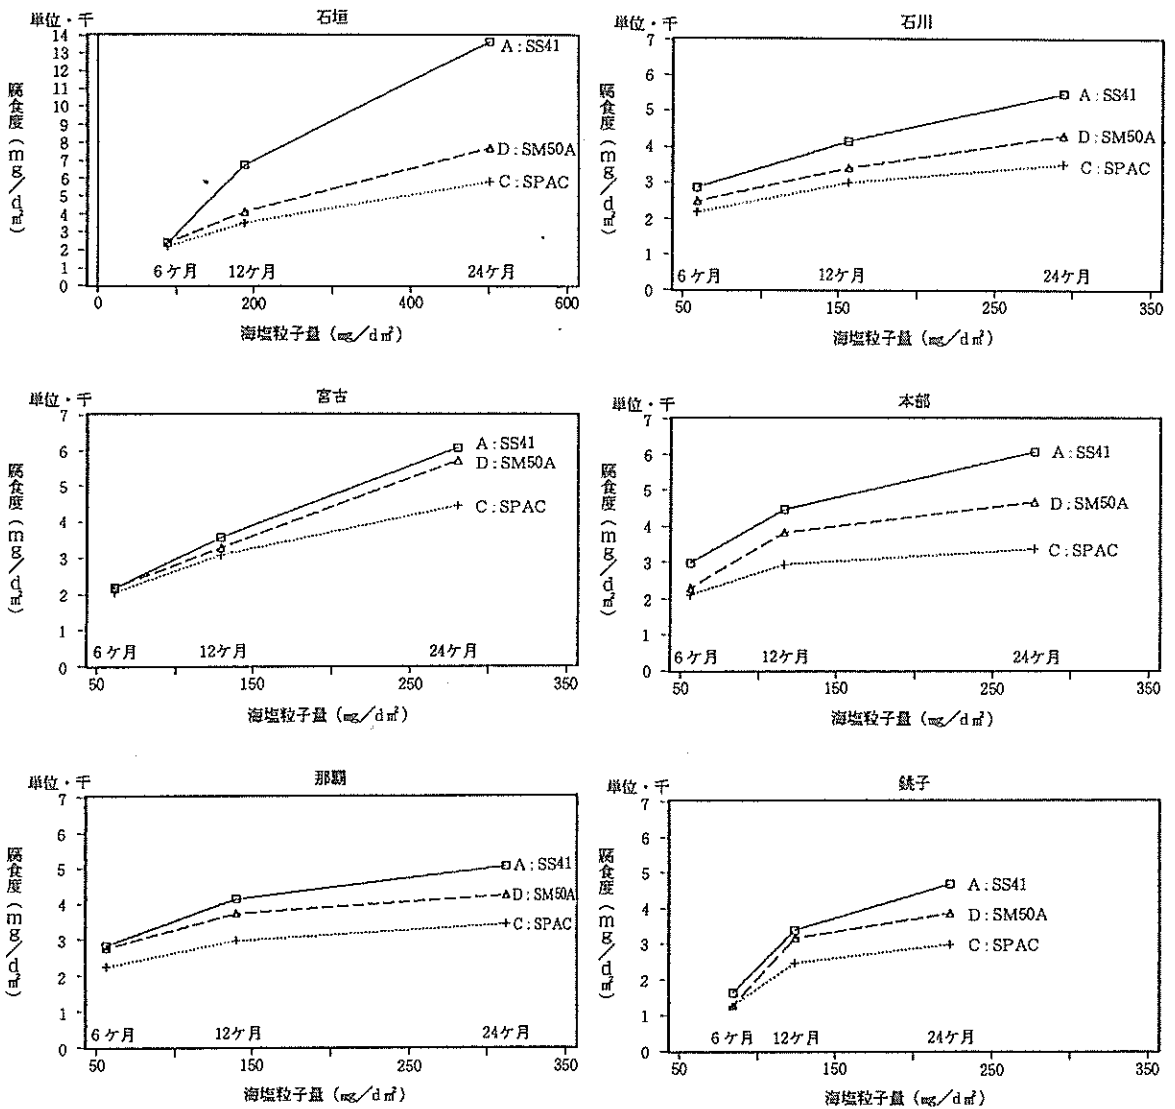 石垣
単位・千
14
13
12
11
10
9
8
7
6
5
4
3
2
1
0
腐食度 (mg/dm²)
A : SS41
D : SM50A
C : SPAC
6ケ月 12ケ月 24ケ月
0 200 400 600
海塩粒子量 (mg/dm²)
石川
単位・千
7
6
5
4
3
2
1
0
腐食度 (mg/dm²)
A : SS41
D : SM50A
C : SPAC
6ケ月 12ケ月 24ケ月
50 150 250 350
海塩粒子量 (mg/dm²)
宮古
単位・千
7
6
5
4
3
2
1
0
腐食度 (mg/dm²)
A : SS41
D : SM50A
C : SPAC
6ケ月 12ケ月 24ケ月
50 150 250 350
海塩粒子量 (mg/dm²)
本部
単位・千
7
6
5
4
3
2
1
0
腐食度 (mg/dm²)
A : SS41
D : SM50A
C : SPAC
6ケ月 12ケ月 24ケ月
50 150 250 350
海塩粒子量 (mg/dm²)
那覇
単位・千
7
6
5
4
3
2
1
0
腐食度 (mg/dm²)
A : SS41
D : SM50A
C : SPAC
6ケ月 12ケ月 24ケ月
50 150 250 350
海塩粒子量 (mg/dm²)
銚子
単位・千
7
6
5
4
3
2
1
0
腐食度 (mg/dm²)
A : SS41
D : SM50A
C : SPAC
6ケ月 12ケ月 24ケ月
50 150 250 350
海塩粒子量 (mg/dm²)